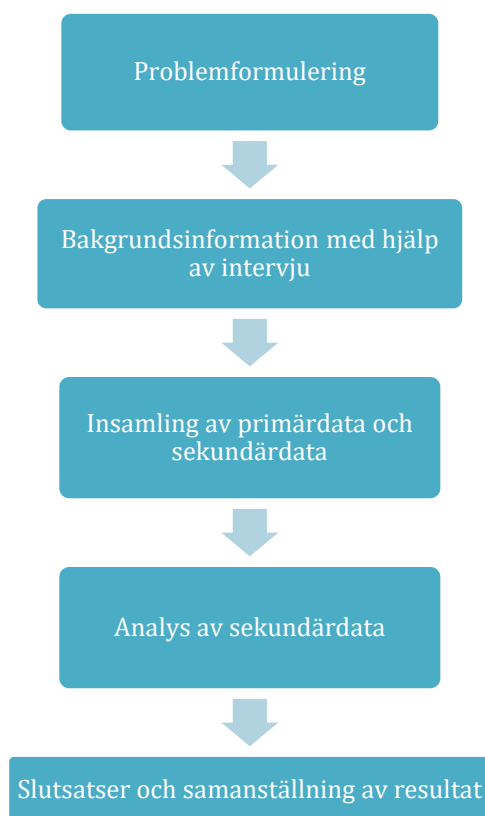 Problemformulering
Bakgrundsinformation med hjälp
av intervju
Insamling av primärdata och
sekundärdata
Analys av sekundärdata
Slutsatser och samanställning av resultat